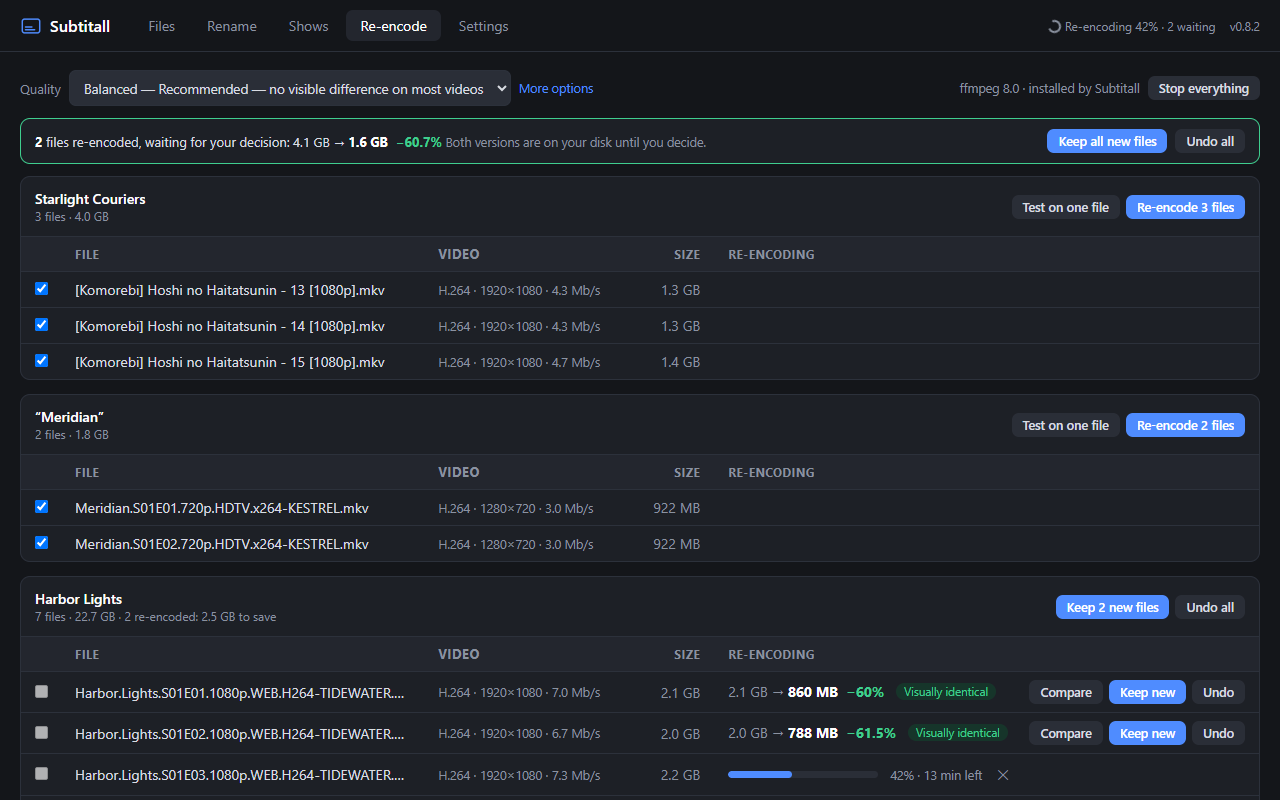 Subtitall Files Rename Shows Re-encode Settings Re-encoding 42% · 2 waiting v0.8.2
Quality Balanced — Recommended — no visible difference on most videos More options ffmpeg 8.0 · installed by Subtitall Stop everything
2 files re-encoded, waiting for your decision: 4.1 GB → 1.6 GB −60.7% Both versions are on your disk until you decide. Keep all new files Undo all
Starlight Couriers
3 files · 4.0 GB
Test on one file Re-encode 3 files
FILE VIDEO SIZE RE-ENCODING
[Komorebi] Hoshi no Haitatsunin - 13 [1080p].mkv H.264 · 1920×1080 · 4.3 Mb/s 1.3 GB
[Komorebi] Hoshi no Haitatsunin - 14 [1080p].mkv H.264 · 1920×1080 · 4.3 Mb/s 1.3 GB
[Komorebi] Hoshi no Haitatsunin - 15 [1080p].mkv H.264 · 1920×1080 · 4.7 Mb/s 1.4 GB
“Meridian”
2 files · 1.8 GB
Test on one file Re-encode 2 files
FILE VIDEO SIZE RE-ENCODING
Meridian.S01E01.720p.HDTV.x264-KESTREL.mkv H.264 · 1280×720 · 3.0 Mb/s 922 MB
Meridian.S01E02.720p.HDTV.x264-KESTREL.mkv H.264 · 1280×720 · 3.0 Mb/s 922 MB
Harbor Lights
7 files · 22.7 GB · 2 re-encoded: 2.5 GB to save
Keep 2 new files Undo all
FILE VIDEO SIZE RE-ENCODING
Harbor.Lights.S01E01.1080p.WEB.H264-TIDEWATER.... H.264 · 1920×1080 · 7.0 Mb/s 2.1 GB 2.1 GB → 860 MB −60% Visually identical Compare Keep new Undo
Harbor.Lights.S01E02.1080p.WEB.H264-TIDEWATER.... H.264 · 1920×1080 · 6.7 Mb/s 2.0 GB 2.0 GB → 788 MB −61.5% Visually identical Compare Keep new Undo
Harbor.Lights.S01E03.1080p.WEB.H264-TIDEWATER.... H.264 · 1920×1080 · 7.3 Mb/s 2.2 GB 42% · 13 min left